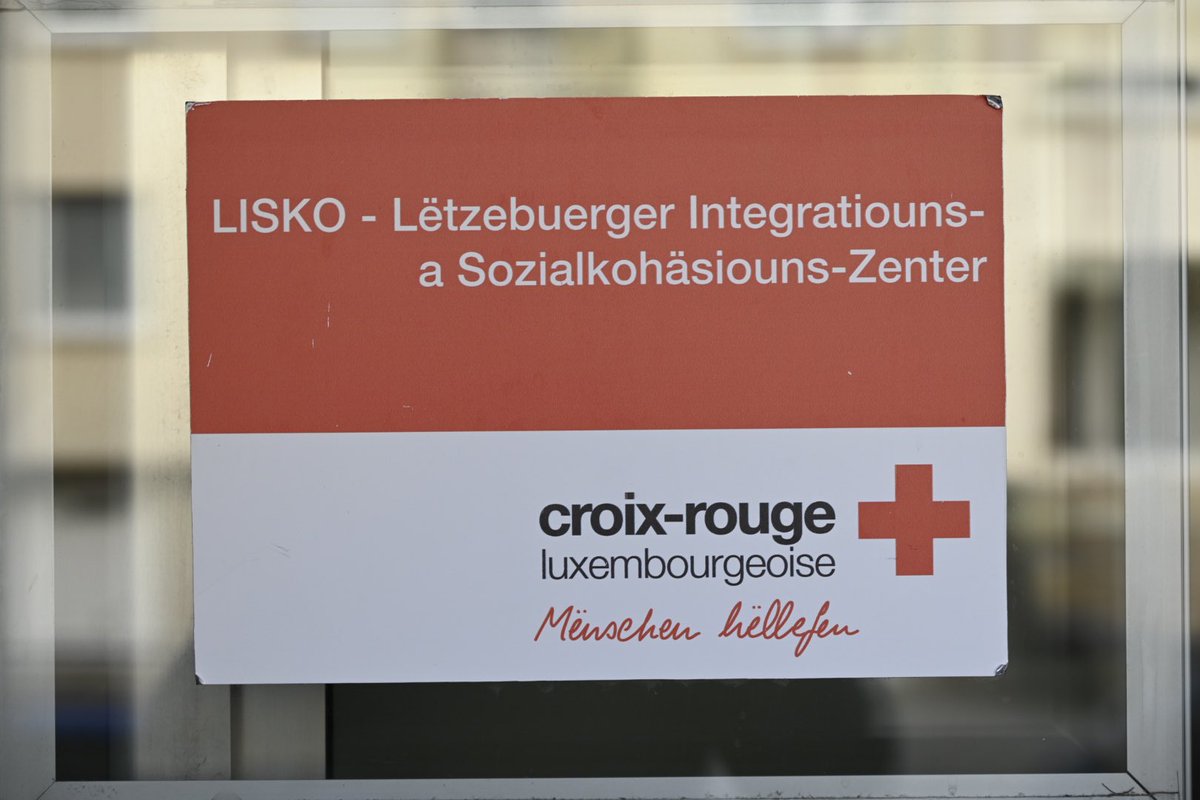 LISKO - Lëtzebuerger Integratiouns-
a Sozialkohäsiouns-Zenter
croix-rouge
luxembourgeoise
Mënschen hëllefen